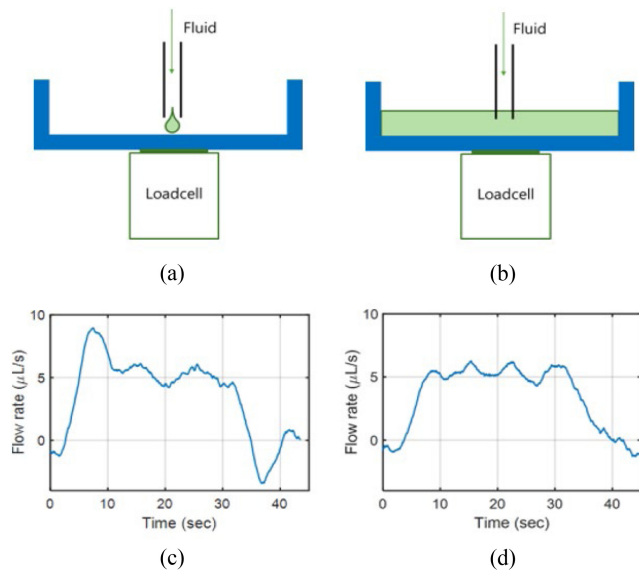 Fluid
Loadcell
(a)
Fluid
Loadcell
(b)
10
5
0
0 10 20 30 40
Flow rate (μL/s)
Time (sec)
(c)
10
5
0
0 10 20 30 40
Flow rate (μL/s)
Time (sec)
(d)